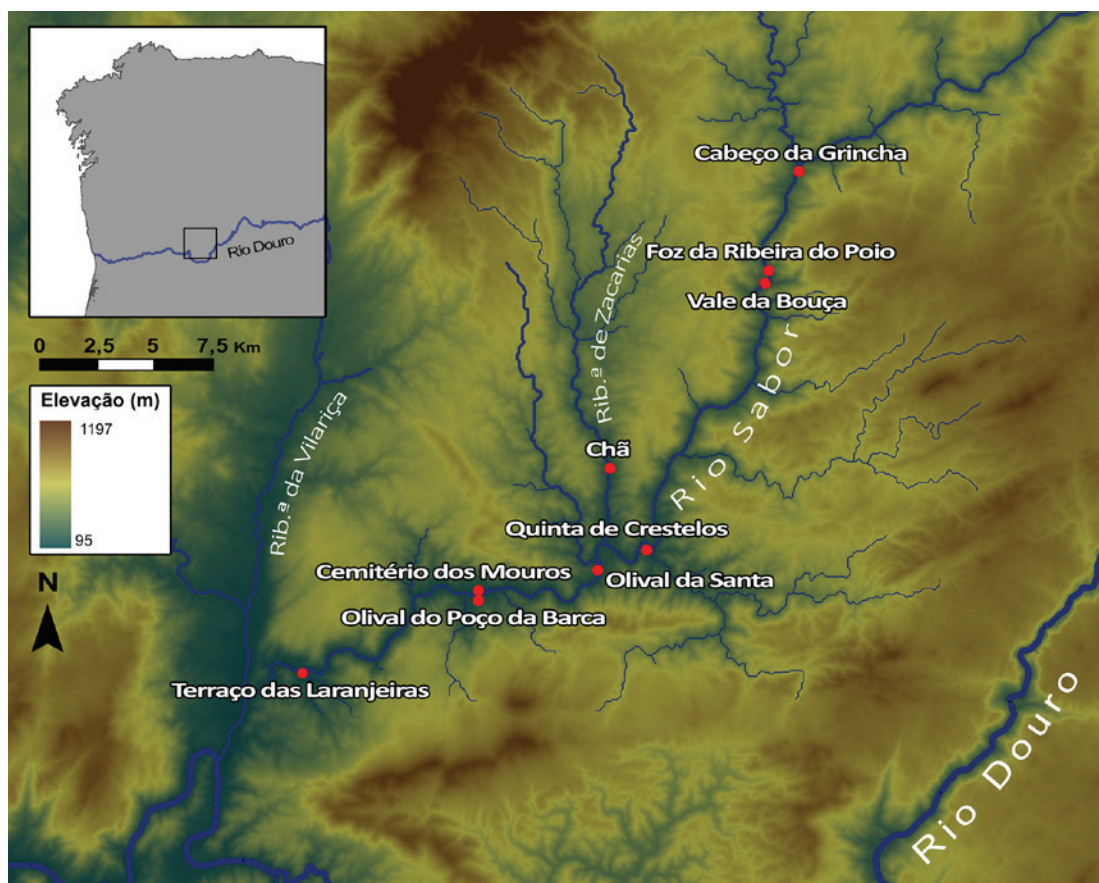 Rio Douro
0 2,5 5 7,5 Km
Elevação (m)
1197
95
N
Rib.ª da Vilariça
Rib.ª de Zacarias
Cabeço da Grincha
Foz da Ribeira do Poio
Vale da Bouça
Rio Sabor
Chã
Quinta de Crestelos
Olival da Santa
Cemitério dos Mouros
Olival do Poço da Barca
Terraço das Laranjeiras
Rio Douro